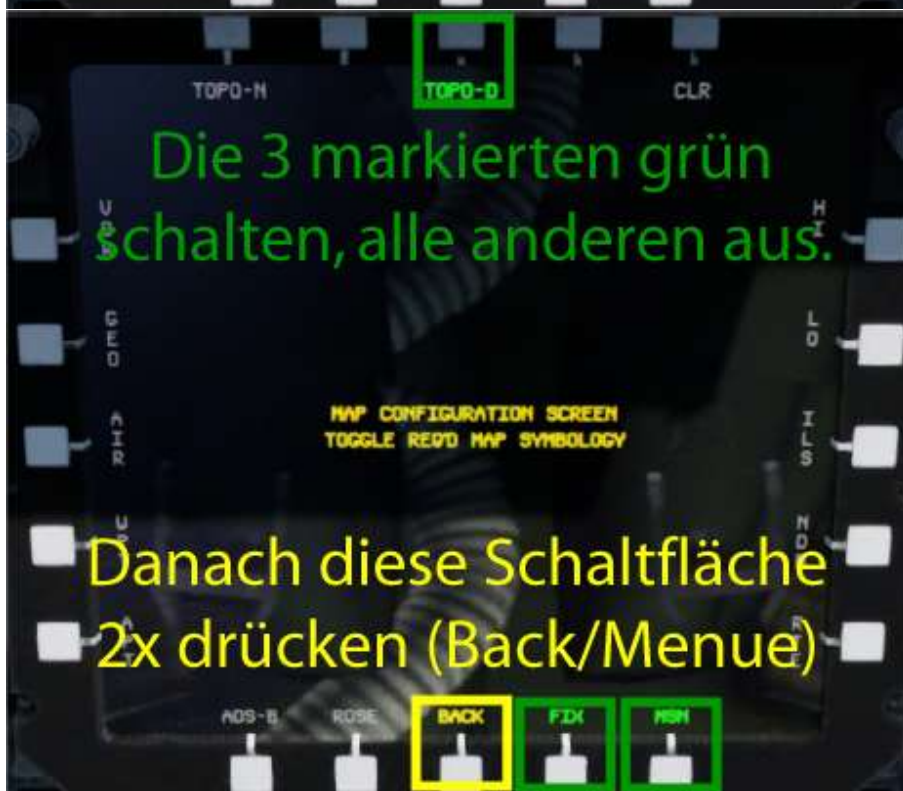 TOPO-N TOPO-D CLR
Die 3 markierten grün
schalten, alle anderen aus.
HI
GEO
LO
MAP CONFIGURATION SCREEN
TOGGLE REQ'D MAP SYMBOLOGY
AIR
ILS
Danach diese Schaltfläche
2x drücken (Back/Menue)
ADS-B ROSE BACK FIX MSN